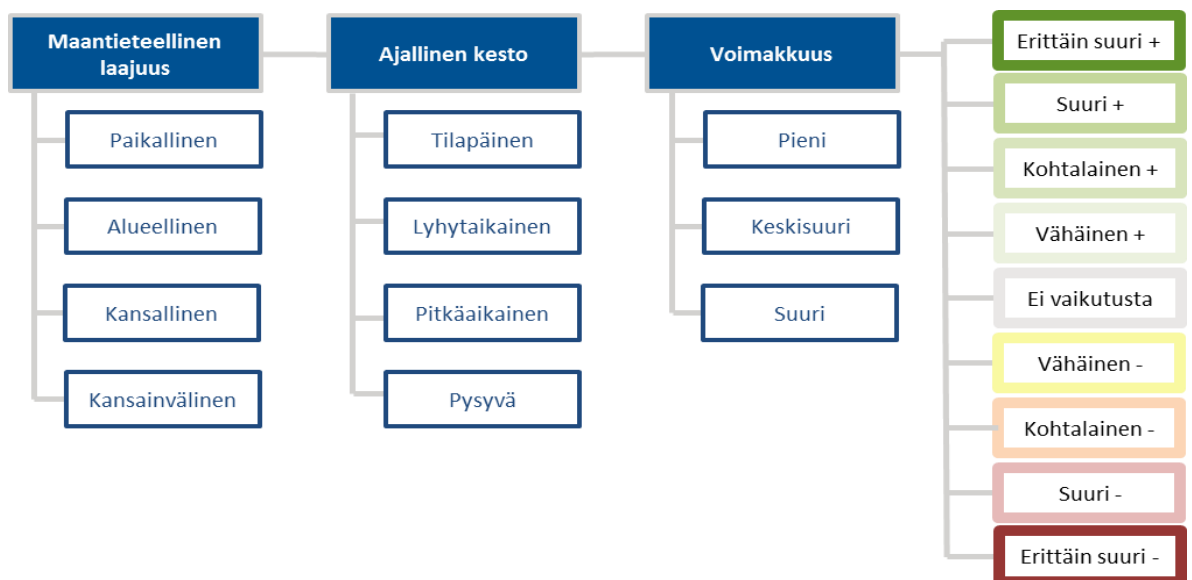 Maantieteellinen
laajuus
Paikallinen
Alueellinen
Kansallinen
Kansainvälinen
Ajallinen kesto
Tilapäinen
Lyhytaikainen
Pitkäaikainen
Pysyvä
Voimakkuus
Pieni
Keskisuuri
Suuri
Erittäin suuri +
Suuri +
Kohtalainen +
Vähäinen +
Ei vaikutusta
Vähäinen -
Kohtalainen -
Suuri -
Erittäin suuri -